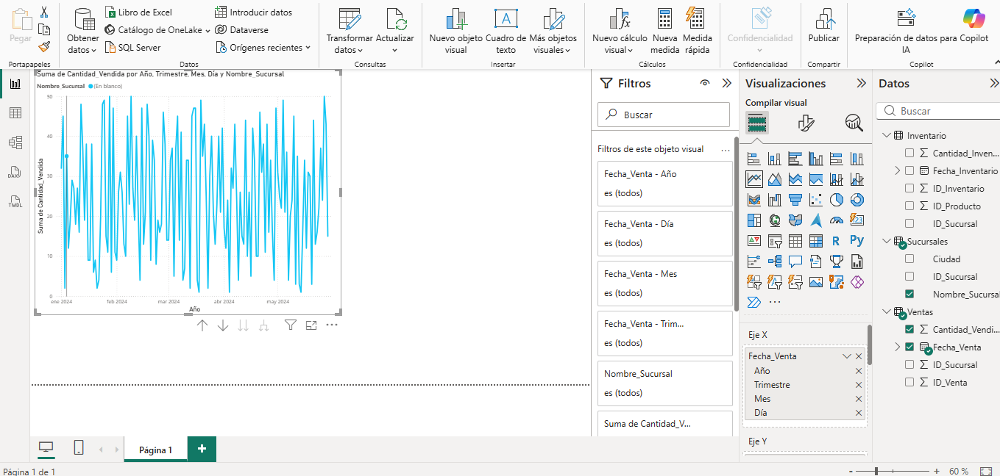 Pegar
Portapapeles
Obtener datos
Libro de Excel
Catálogo de OneLake
SQL Server
Introducir datos
Dataverse
Orígenes recientes
Datos
Transformar datos
Actualizar
Consultas
Nuevo objeto visual
Cuadro de texto
A
Más objetos visuales
Insertar
Nuevo cálculo visual
fx
Nueva medida
Medida rápida
Cálculos
Confidencialidad
Confidencialidad
Publicar
Compartir
Preparación de datos para IA
Copilot
Copilot
DAX
TMDL
Suma de Cantidad_Vendida por Año, Trimestre, Mes, Día y Nombre_Sucursal
Nombre_Sucursal (En blanco)
Suma de Cantidad_Vendida
50
40
30
20
10
0
ene 2024 feb 2024 mar 2024 abr 2024 may 2024
Año
Filtros
Buscar
Filtros de este objeto visual ...
Fecha_Venta - Año
es (todos)
Fecha_Venta - Día
es (todos)
Fecha_Venta - Mes
es (todos)
Fecha_Venta - Trim...
es (todos)
Nombre_Sucursal
es (todos)
Suma de Cantidad_V...
Visualizaciones
Compilar visual
123
R Py
...
Eje X
Fecha_Venta
Año
Trimestre
Mes
Día
Eje Y
Datos
Buscar
Inventario
Cantidad_Inven...
Fecha_Inventario
ID_Inventario
ID_Producto
ID_Sucursal
Sucursales
Ciudad
ID_Sucursal
Nombre_Sucursal
Ventas
Cantidad_Vendi...
Fecha_Venta
ID_Sucursal
ID_Venta
Página 1
+
Página 1 de 1
- + 60 %